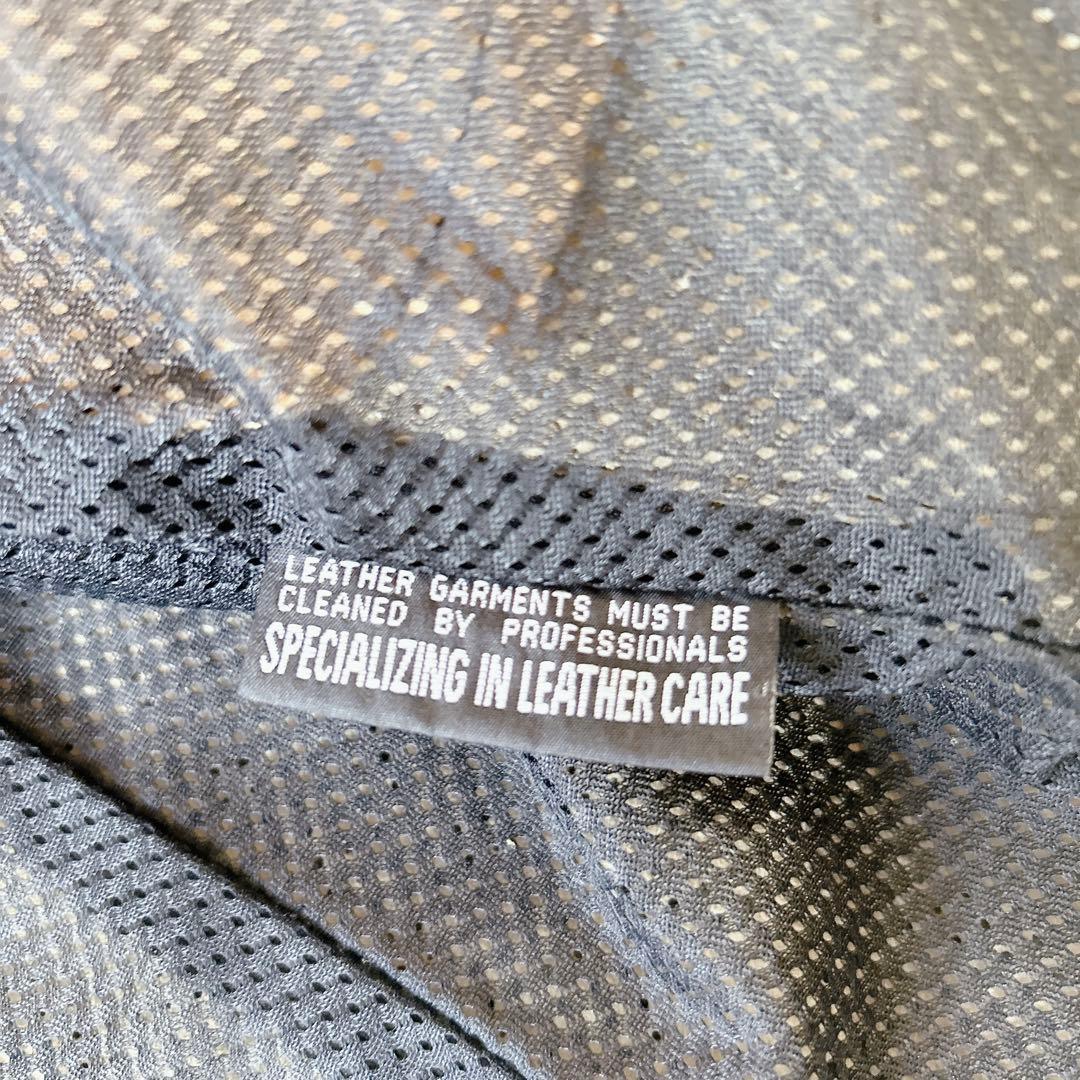 LEATHER GARMENTS MUST BE
CLEANED BY PROFESSIONALS
SPECIALIZING IN LEATHER CARE